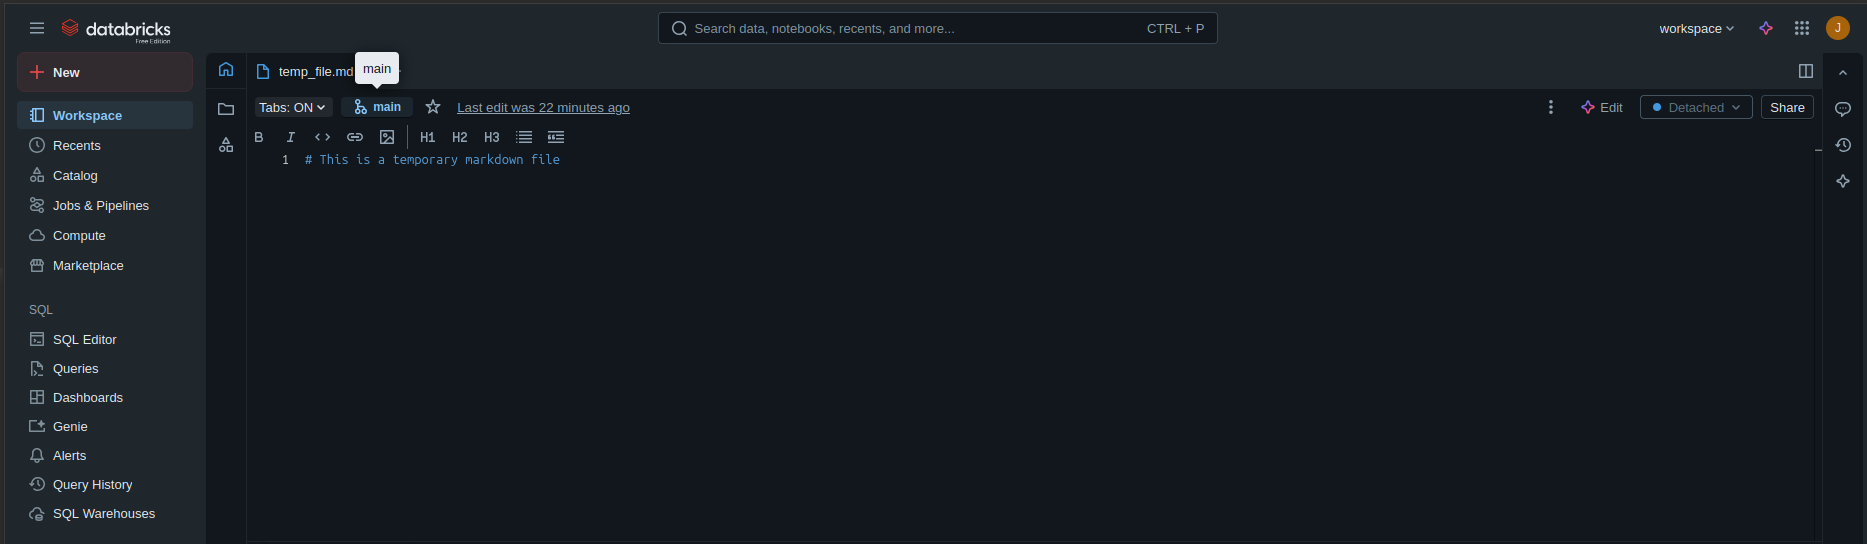 databricks
Free Edition
Search data, notebooks, recents, and more...
CTRL + P
workspace
J
New
Workspace
Recents
Catalog
Jobs & Pipelines
Compute
Marketplace
SQL
SQL Editor
Queries
Dashboards
Genie
Alerts
Query History
SQL Warehouses
temp_file.md
main
Tabs: ON
main
Last edit was 22 minutes ago
Edit
Detached
Share
B I <> H1 H2 H3
1 # This is a temporary markdown file